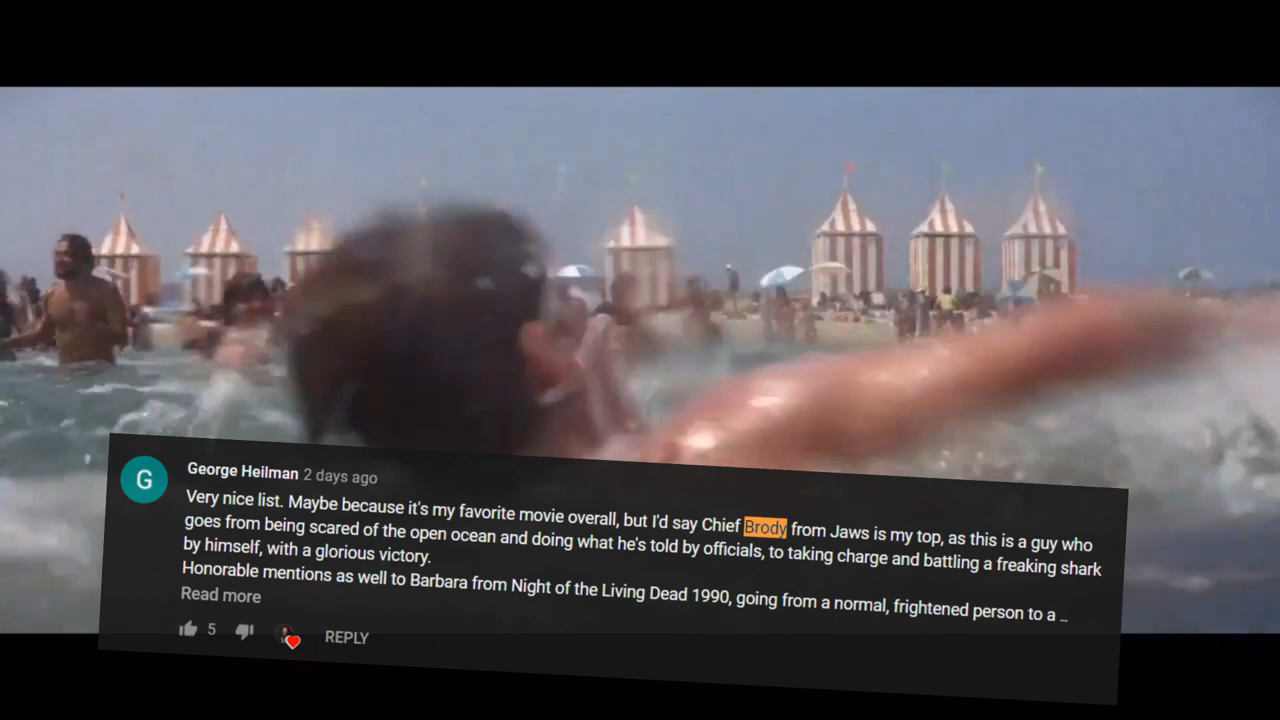 G
George Heilman 2 days ago
Very nice list. Maybe because it's my favorite movie overall, but I'd say Chief Brody from Jaws is my top, as this is a guy who
goes from being scared of the open ocean and doing what he's told by officials, to taking charge and battling a freaking shark
by himself, with a glorious victory.
Honorable mentions as well to Barbara from Night of the Living Dead 1990, going from a normal, frightened person to a ...
Read more
5
REPLY